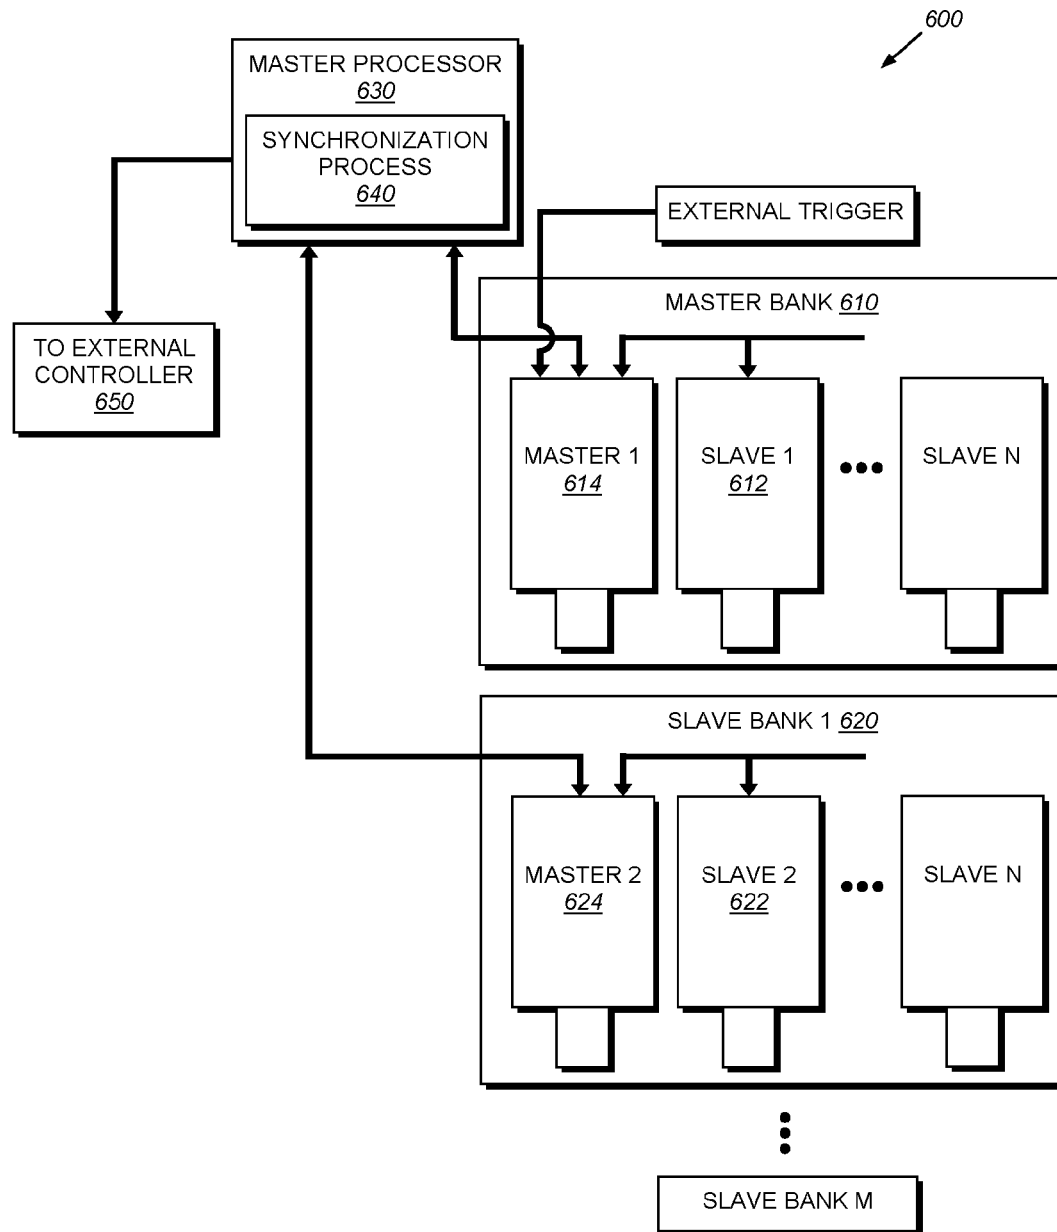 600
MASTER PROCESSOR
630
SYNCHRONIZATION
PROCESS
640
EXTERNAL TRIGGER
MASTER BANK 610
TO EXTERNAL
CONTROLLER
650
MASTER 1
614
SLAVE 1
612
SLAVE N
SLAVE BANK 1 620
MASTER 2
624
SLAVE 2
622
SLAVE N
SLAVE BANK M